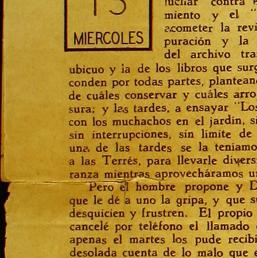 luchar contra e
13
miento y el "
MIERCOLES
acometer la revi
puración y la
del archivo tra
ubicuo y la de los libros que surg
conden por todas partes, planteand
de cuáles conservar y cuáles arro
sura; y las tardes, a ensayar "Los
con los muchachos en el jardín, si
sin interrupciones, sin límite de
una de las tardes se la teníamos
a las Terrés, para llevarle divers
ranza mientras aprovecháramos un
Pero el hombre propone y D
que le dé a uno la gripa, y que su
desquicien y frustren. El propio
cancelé por teléfono el llamado
apenas el martes los pude recibi
desolada cuenta de lo malo que e